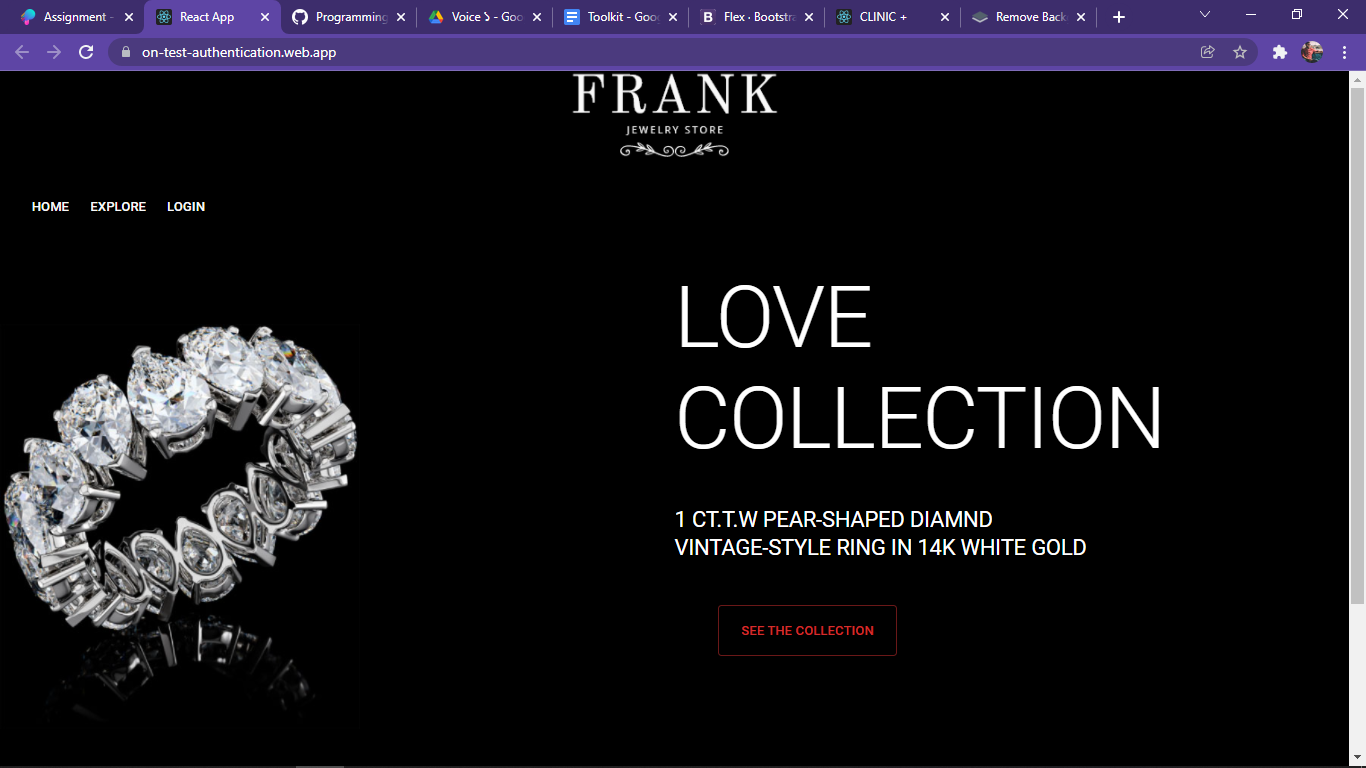 Assignment -
React App
Programming
Voice
- Goo
Toolkit - Goo
Flex · Bootstra
CLINIC +
Remove Back
on-test-authentication.web.app
FRANK
JEWELRY STORE
HOME EXPLORE LOGIN
LOVE
COLLECTION
1 CT.T.W PEAR-SHAPED DIAMND
VINTAGE-STYLE RING IN 14K WHITE GOLD
SEE THE COLLECTION